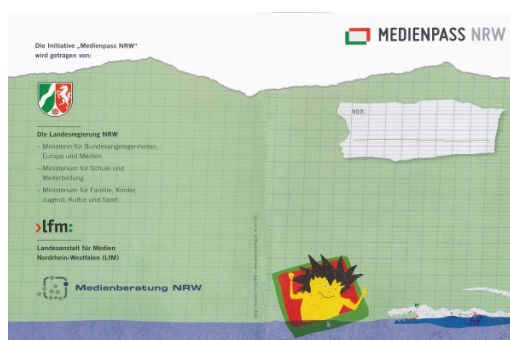 Die Initiative „Medienpass NRW“
wird getragen von:
Die Landesregierung NRW
– Ministerin für Bundesangelegenheiten,
Europa und Medien
– Ministerium für Schule und
Weiterbildung
– Ministerium für Familie, Kinder,
Jugend, Kultur und Sport
›lfm:
Landesanstalt für Medien
Nordrhein-Westfalen (LfM)
Medienberatung NRW
MEDIENPASS NRW
von: